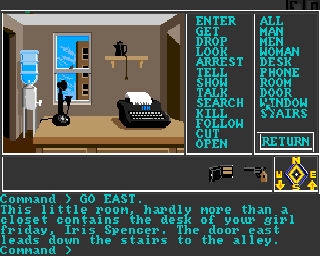 ENTER ALL
GET MAN
DROP MEN
LOOK WOMAN
ARREST DESK
TELL PHONE
SHOW ROOM
TALK DOOR
SEARCH WINDOW
KILL STAIRS
FOLLOW
CUT RETURN
OPEN
N
W E
S
Command > GO EAST.
This little room, hardly more than a
closet contains the desk of your girl
friday, Iris Spencer. The door east
leads down the stairs to the alley.
Command >